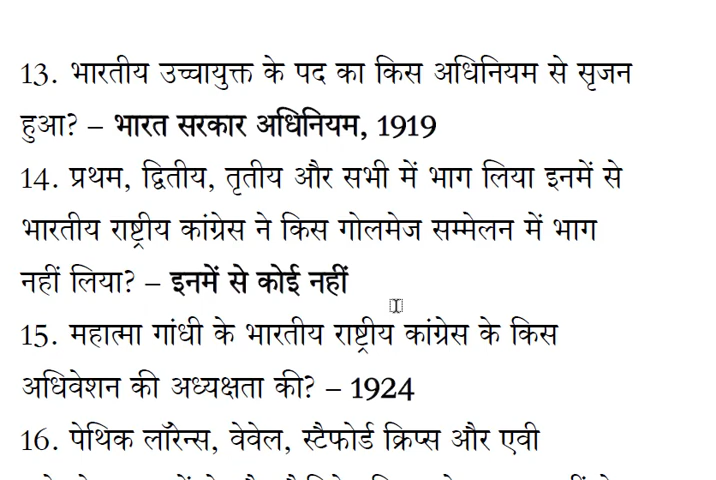 13. भारतीय उच्चायुक्त के पद का किस अधिनियम से सृजन
हुआ? – भारत सरकार अधिनियम, 1919
14. प्रथम, द्वितीय, तृतीय और सभी में भाग लिया इनमें से
भारतीय राष्ट्रीय कांग्रेस ने किस गोलमेज सम्मेलन में भाग
नहीं लिया? – इनमें से कोई नहीं
15. महात्मा गांधी के भारतीय राष्ट्रीय कांग्रेस के किस
अधिवेशन की अध्यक्षता की? – 1924
16. पेथिक लॉरेन्स, वेवेल, स्टैफोर्ड क्रिप्स और एवी